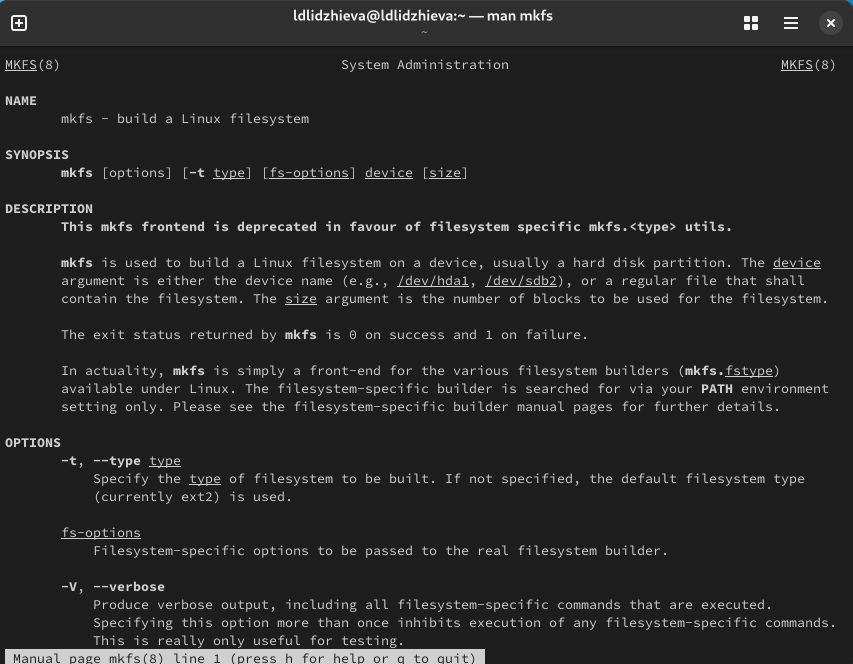 ldlidzhieva@ldlidzhieva:~ — man mkfs
~
MKFS(8) System Administration MKFS(8)
NAME
mkfs - build a Linux filesystem
SYNOPSIS
mkfs [options] [-t type] [fs-options] device [size]
DESCRIPTION
This mkfs frontend is deprecated in favour of filesystem specific mkfs.<type> utils.
mkfs is used to build a Linux filesystem on a device, usually a hard disk partition. The device
argument is either the device name (e.g., /dev/hda1, /dev/sdb2), or a regular file that shall
contain the filesystem. The size argument is the number of blocks to be used for the filesystem.
The exit status returned by mkfs is 0 on success and 1 on failure.
In actuality, mkfs is simply a front-end for the various filesystem builders (mkfs.fstype)
available under Linux. The filesystem-specific builder is searched for via your PATH environment
setting only. Please see the filesystem-specific builder manual pages for further details.
OPTIONS
-t, --type type
Specify the type of filesystem to be built. If not specified, the default filesystem type
(currently ext2) is used.
fs-options
Filesystem-specific options to be passed to the real filesystem builder.
-V, --verbose
Produce verbose output, including all filesystem-specific commands that are executed.
Specifying this option more than once inhibits execution of any filesystem-specific commands.
This is really only useful for testing.
Manual page mkfs(8) line 1 (press h for help or q to quit)